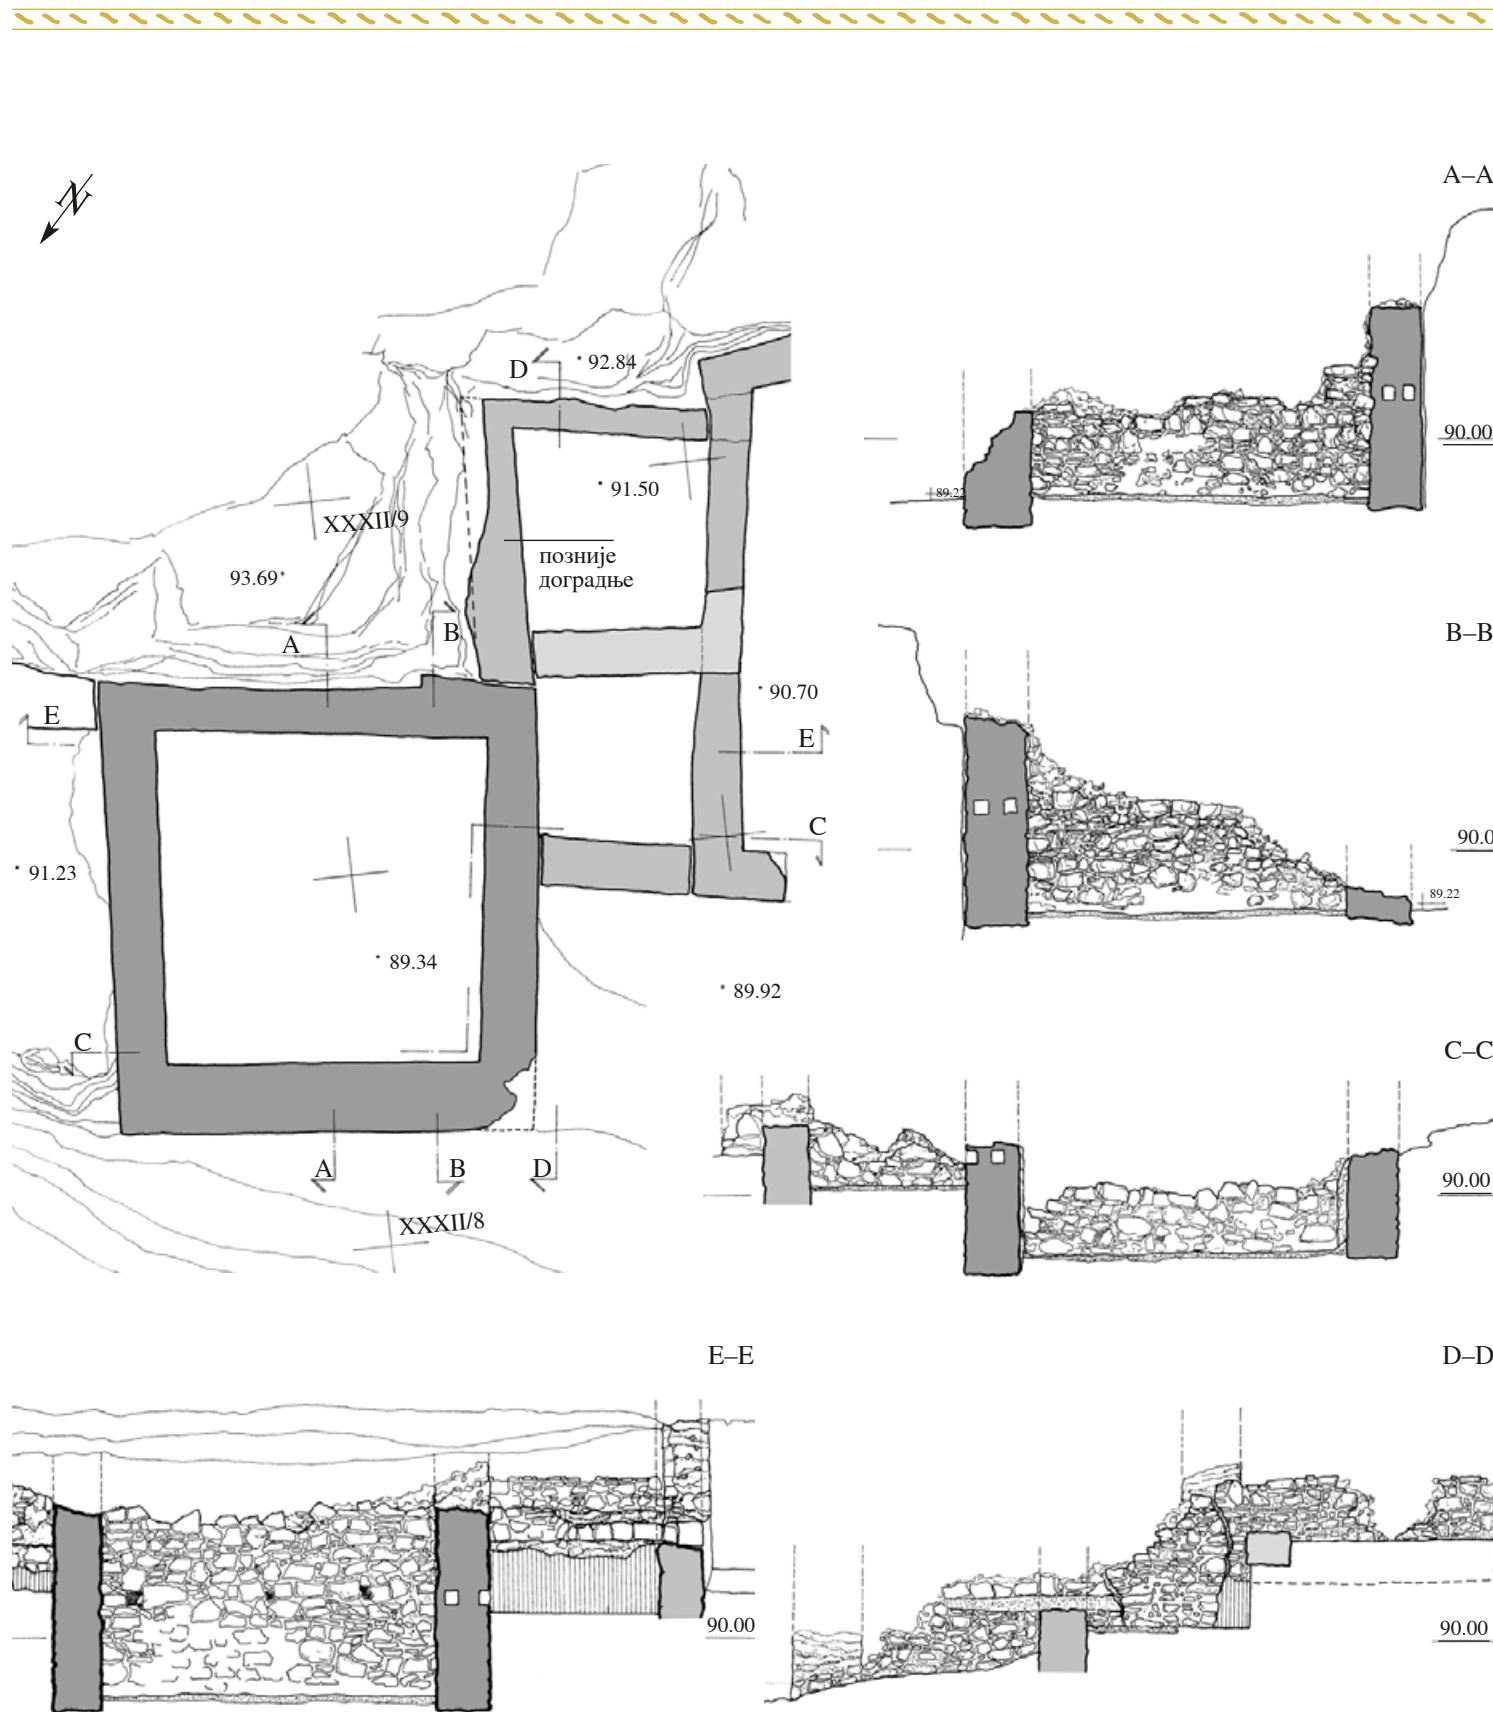 N
A–A
D
92.84
91.50
90.00
89.22
XXXII/9
позније
доградње
93.69
A
B
B–B
E
90.70
E
C
90.0
91.23
89.22
89.34
89.92
C
C–C
A
B
D
90.00
XXXII/8
E–E
D–D
90.00
90.00